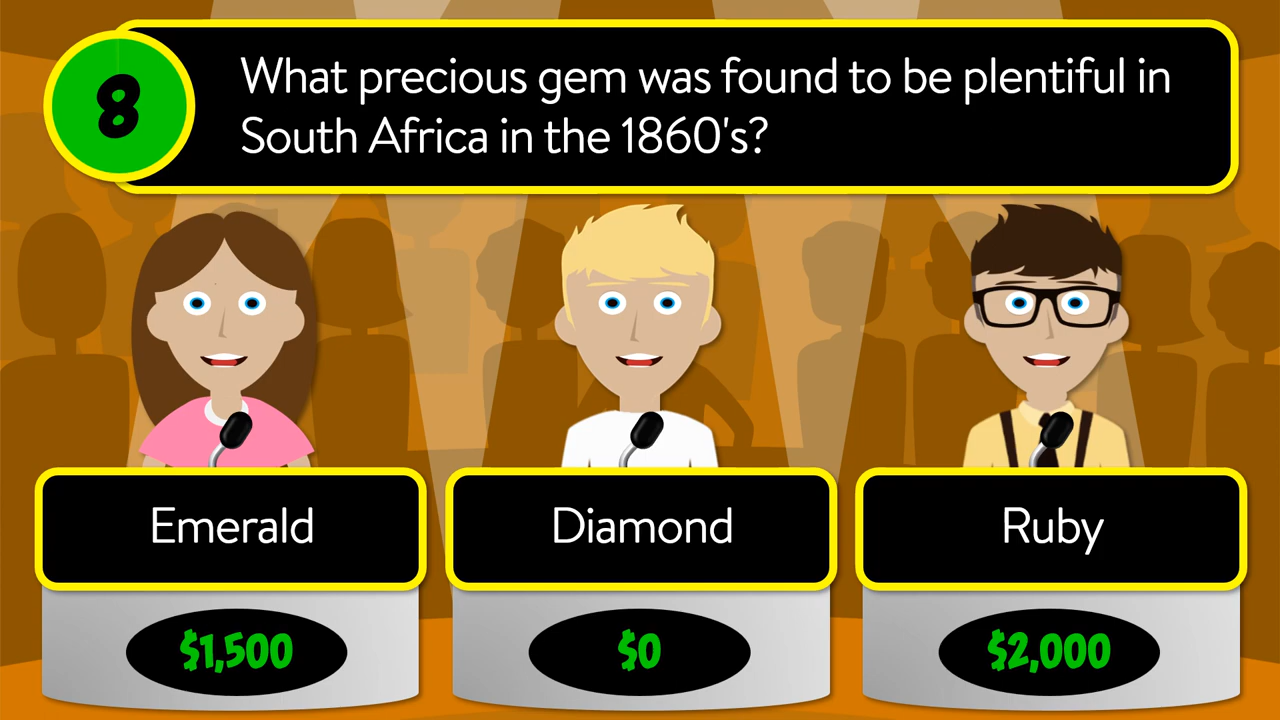 8
What precious gem was found to be plentiful in
South Africa in the 1860's?
Emerald
Diamond
Ruby
$1,500
$0
$2,000